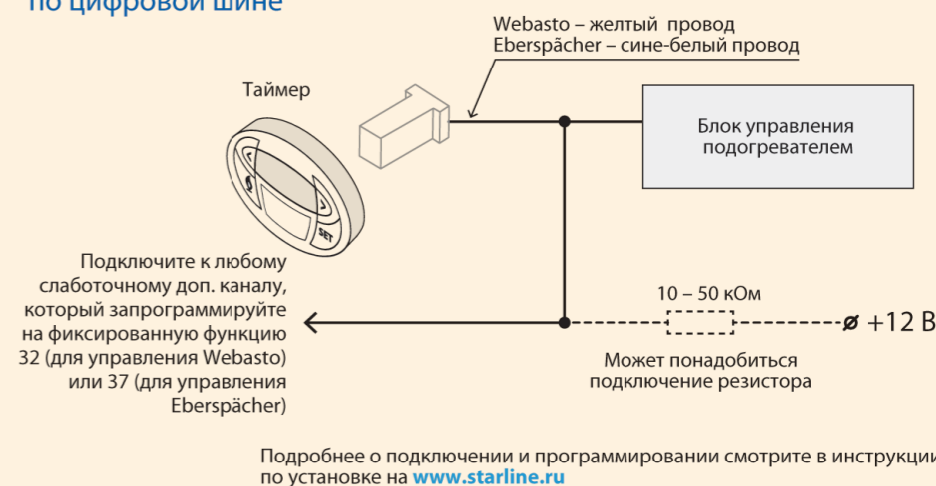 по цифровой шине
Webasto – желтый провод
Eberspächer – сине-белый провод
Таймер
Блок управления
подогревателем
SET
Подключите к любому
слаботочному доп. каналу,
который запрограммируйте
на фиксированную функцию
32 (для управления Webasto)
или 37 (для управления
Eberspächer)
10 – 50 кОм
+12 В
Может понадобиться
подключение резистора
Подробнее о подключении и программировании смотрите в инструкции
по установке на www.starline.ru